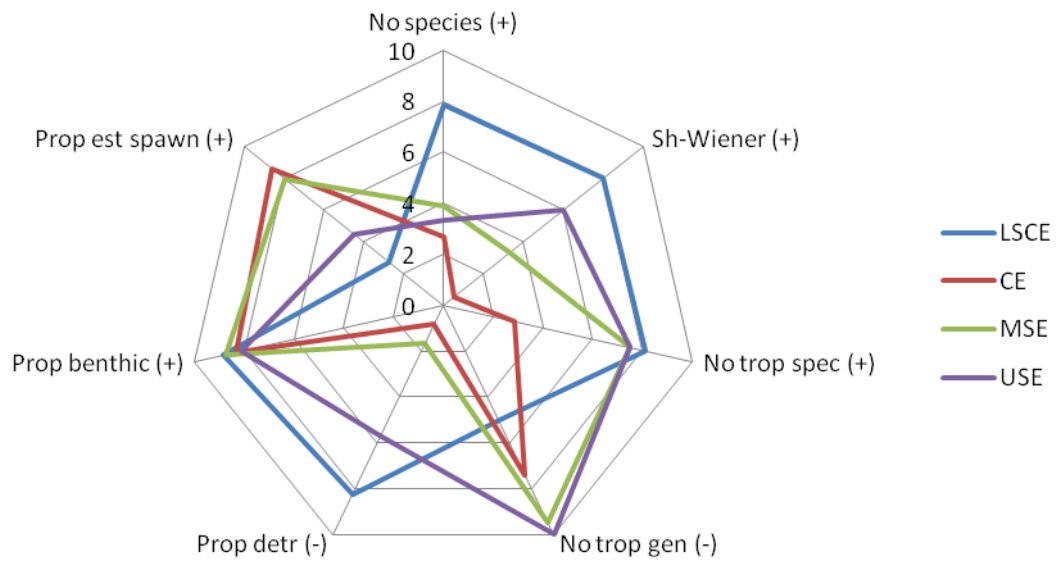 No species (+)
10
8
6
4
2
0
Sh-Wiener (+)
No trop spec (+)
No trop gen (-)
Prop detr (-)
Prop benthic (+)
Prop est spawn (+)
LSCE
CE
MSE
USE